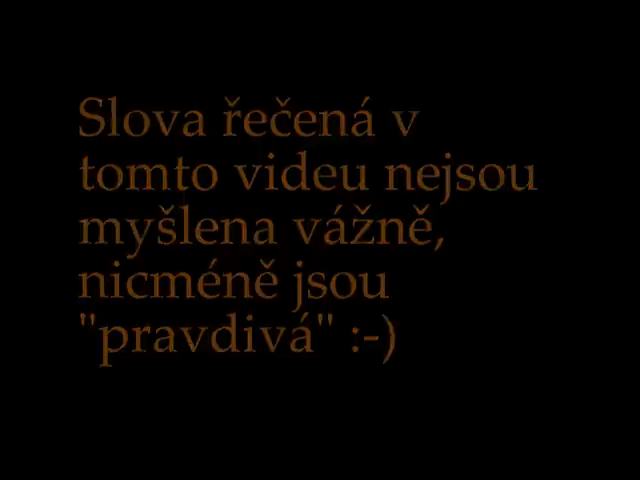 Slova řečená v
tomto videu nejsou
myšlena vážně,
nicméně jsou
"pravdivá" :-)